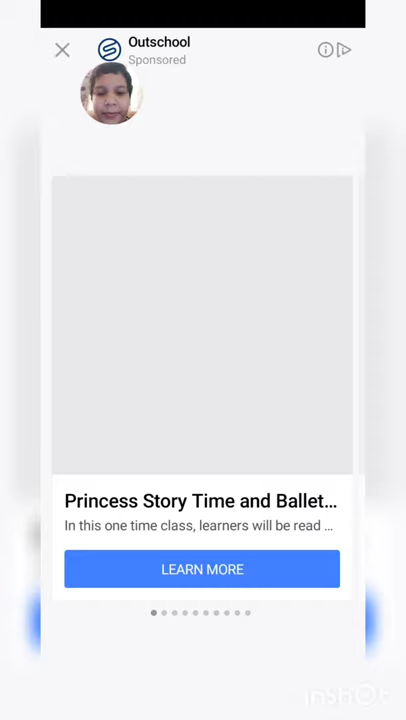 Outschool
Sponsored
Princess Story Time and Ballet...
In this one time class, learners will be read ...
LEARN MORE
InSHOT